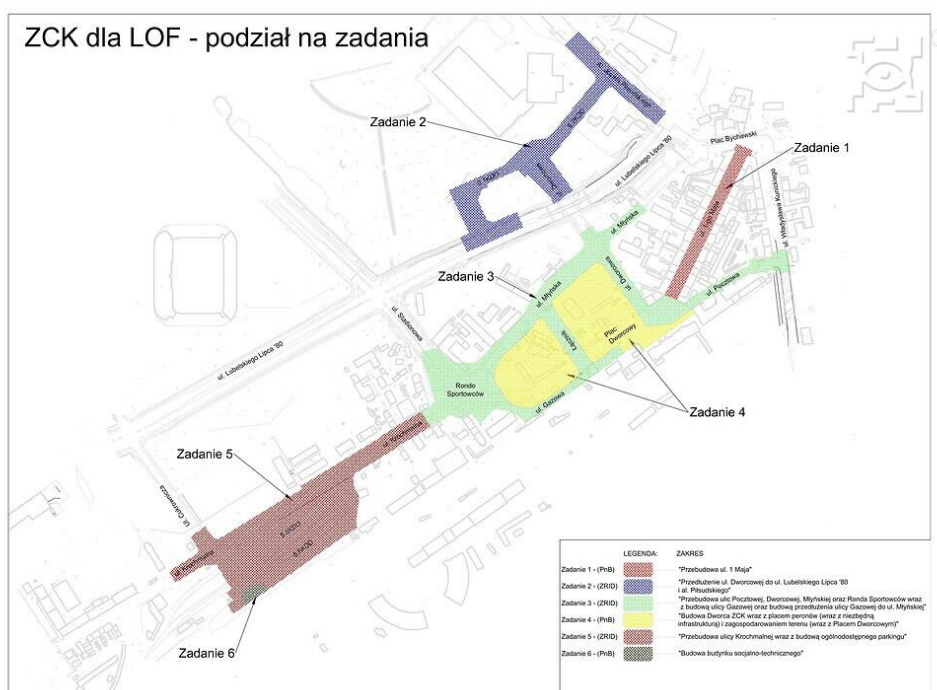 ZCK dla LOF - podział na zadania
Zadanie 2
Plac Bychawski
Zadanie 1
ul. Dworcowa
ul. Lubelskiego Lipca '80
ul. 1-go Maja
ul. Władysława Kunickiego
ul. Młyńska
Zadanie 3
ul. Młyńska
ul. Dworcowa
ul. Pocztowa
ul. Stadionowa
Łącznik
Plac
Dworcowy
ul. Lubelskiego Lipca '80
Rondo
Sportowców
ul. Gazowa
Zadanie 4
ul. Krochmalna
Zadanie 5
Ul. Cukrownicza
ul. Krochmalna
Zadanie 6
LEGENDA: ZAKRES
Zadanie 1 - (PnB) "Przebudowa ul. 1 Maja"
Zadanie 2 - (ZRID) "Przedłużenie ul. Dworcowej do ul. Lubelskiego Lipca '80
i al. Piłsudskiego"
Zadanie 3 - (ZRID) "Przebudowa ulic Pocztowej, Dworcowej, Młyńskiej oraz Ronda Sportowców wraz
z budową ulicy Gazowej oraz budową przedłużenia ulicy Gazowej do ul. Młyńskiej"
Zadanie 4 - (PnB) "Budowa Dworca ZCK wraz z placem peronów (wraz z niezbędną
infrastrukturą) i zagospodarowaniem terenu (wraz z Placem Dworcowym)"
Zadanie 5 - (ZRID) "Przebudowa ulicy Krochmalnej wraz z budową ogólnodostępnego parkingu"
Zadanie 6 - (PnB) "Budowa budynku socjalno-technicznego"